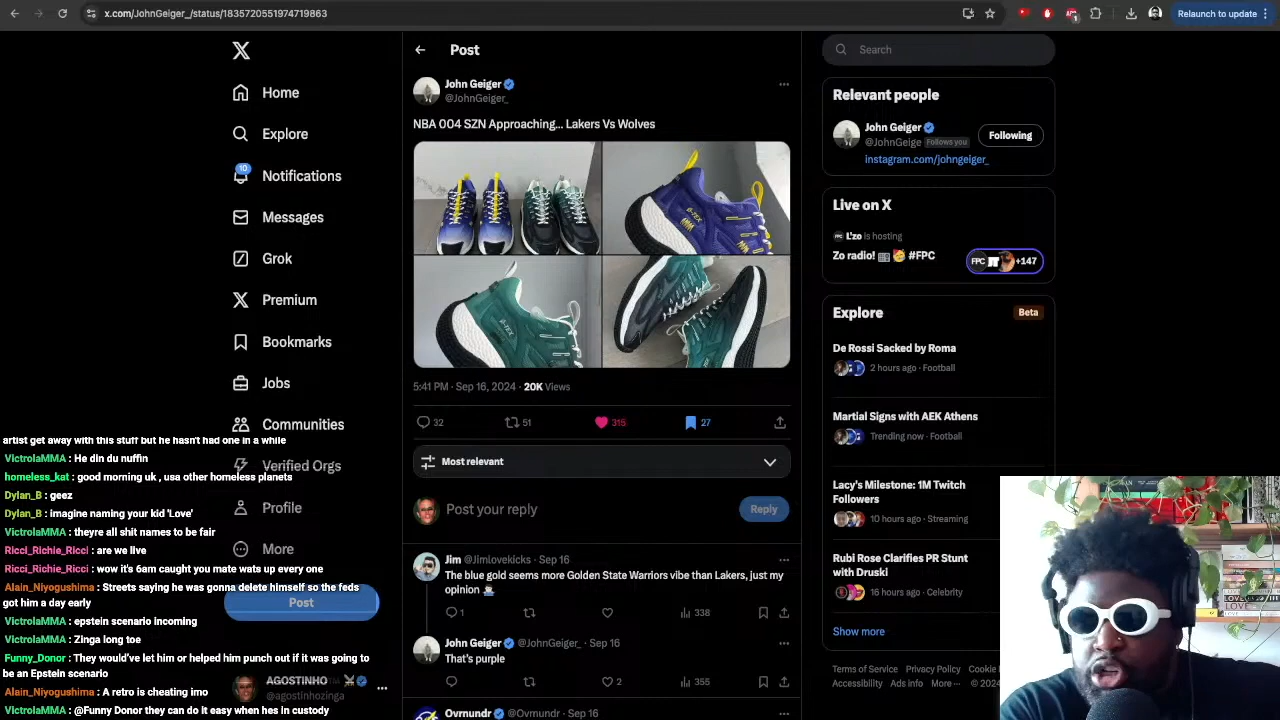 x.com/JohnGeiger_/status/1835720551974719863
Relaunch to update
Home
Explore
10
Notifications
Messages
Grok
Premium
Bookmarks
Jobs
Communities
Verified Orgs
Profile
More
Post
AGOSTINHO
@agostinhozinga
artist get away with this stuff but he hasn't had one in a while
VictrolaMMA : He din du nuffin
homeless_kat : good morning uk , usa other homeless planets
Dylan_B : geez
Dylan_B : imagine naming your kid 'Love'
VictrolaMMA : theyre all shit names to be fair
Ricci_Richie_Ricci : are we live
Ricci_Richie_Ricci : wow it's 6am caught you mate wats up every one
Alain_Niyogushima : Streets saying he was gonna delete himself so the feds
got him a day early
VictrolaMMA : epstein scenario incoming
VictrolaMMA : Zinga long toe
Funny_Donor : They would've let him or helped him punch out if it was going to
be an Epstein scenario
Alain_Niyogushima : A retro is cheating imo
VictrolaMMA : @Funny Donor they can do it easy when hes in custody
Post
John Geiger
@JohnGeiger_
NBA 004 SZN Approaching... Lakers Vs Wolves
5:41 PM · Sep 16, 2024 · 20K Views
32
51
315
27
Most relevant
Post your reply
Reply
Jim @Jimlovekicks · Sep 16
The blue gold seems more Golden State Warriors vibe than Lakers, just my
opinion
1
338
John Geiger @JohnGeiger_ · Sep 16
That's purple
2
355
Ovrmundr @Ovmundr · Sep 16
Search
Relevant people
John Geiger
@JohnGeige Follows you
Following
instagram.com/johngeiger_
Live on X
L'zo is hosting
Zo radio! #FPC
FPC
+147
Explore
Beta
De Rossi Sacked by Roma
2 hours ago · Football
Martial Signs with AEK Athens
Trending now · Football
Lacy's Milestone: 1M Twitch
Followers
10 hours ago · Streaming
Rubi Rose Clarifies PR Stunt
with Druski
16 hours ago · Celebrity
Show more
Terms of Service Privacy Policy Cookie
Accessibility Ads info More ··· © 2024
LOVE